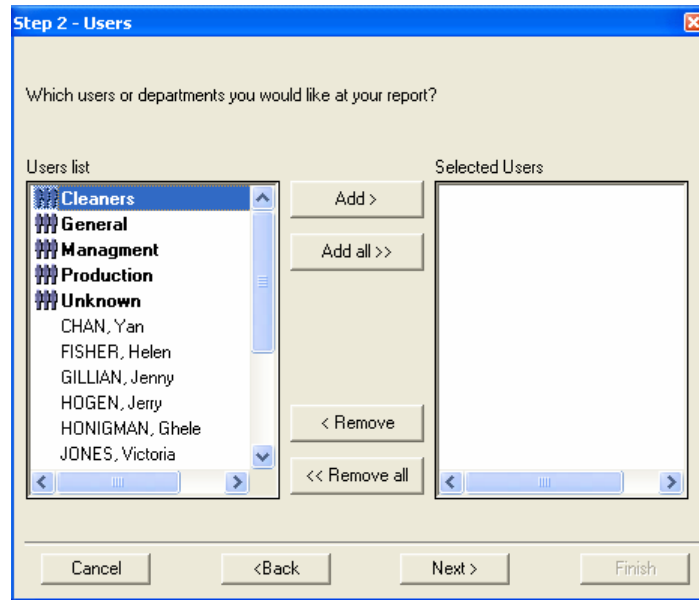 Step 2 - Users
Which users or departments you would like at your report?
Users list
Cleaners
General
Managment
Production
Unknown
CHAN, Yan
FISHER, Helen
GILLIAN, Jenny
HOGEN, Jerry
HONIGMAN, Ghele
JONES, Victoria
Add >
Add all >>
< Remove
<< Remove all
Selected Users
Cancel
<Back
Next >
Finish